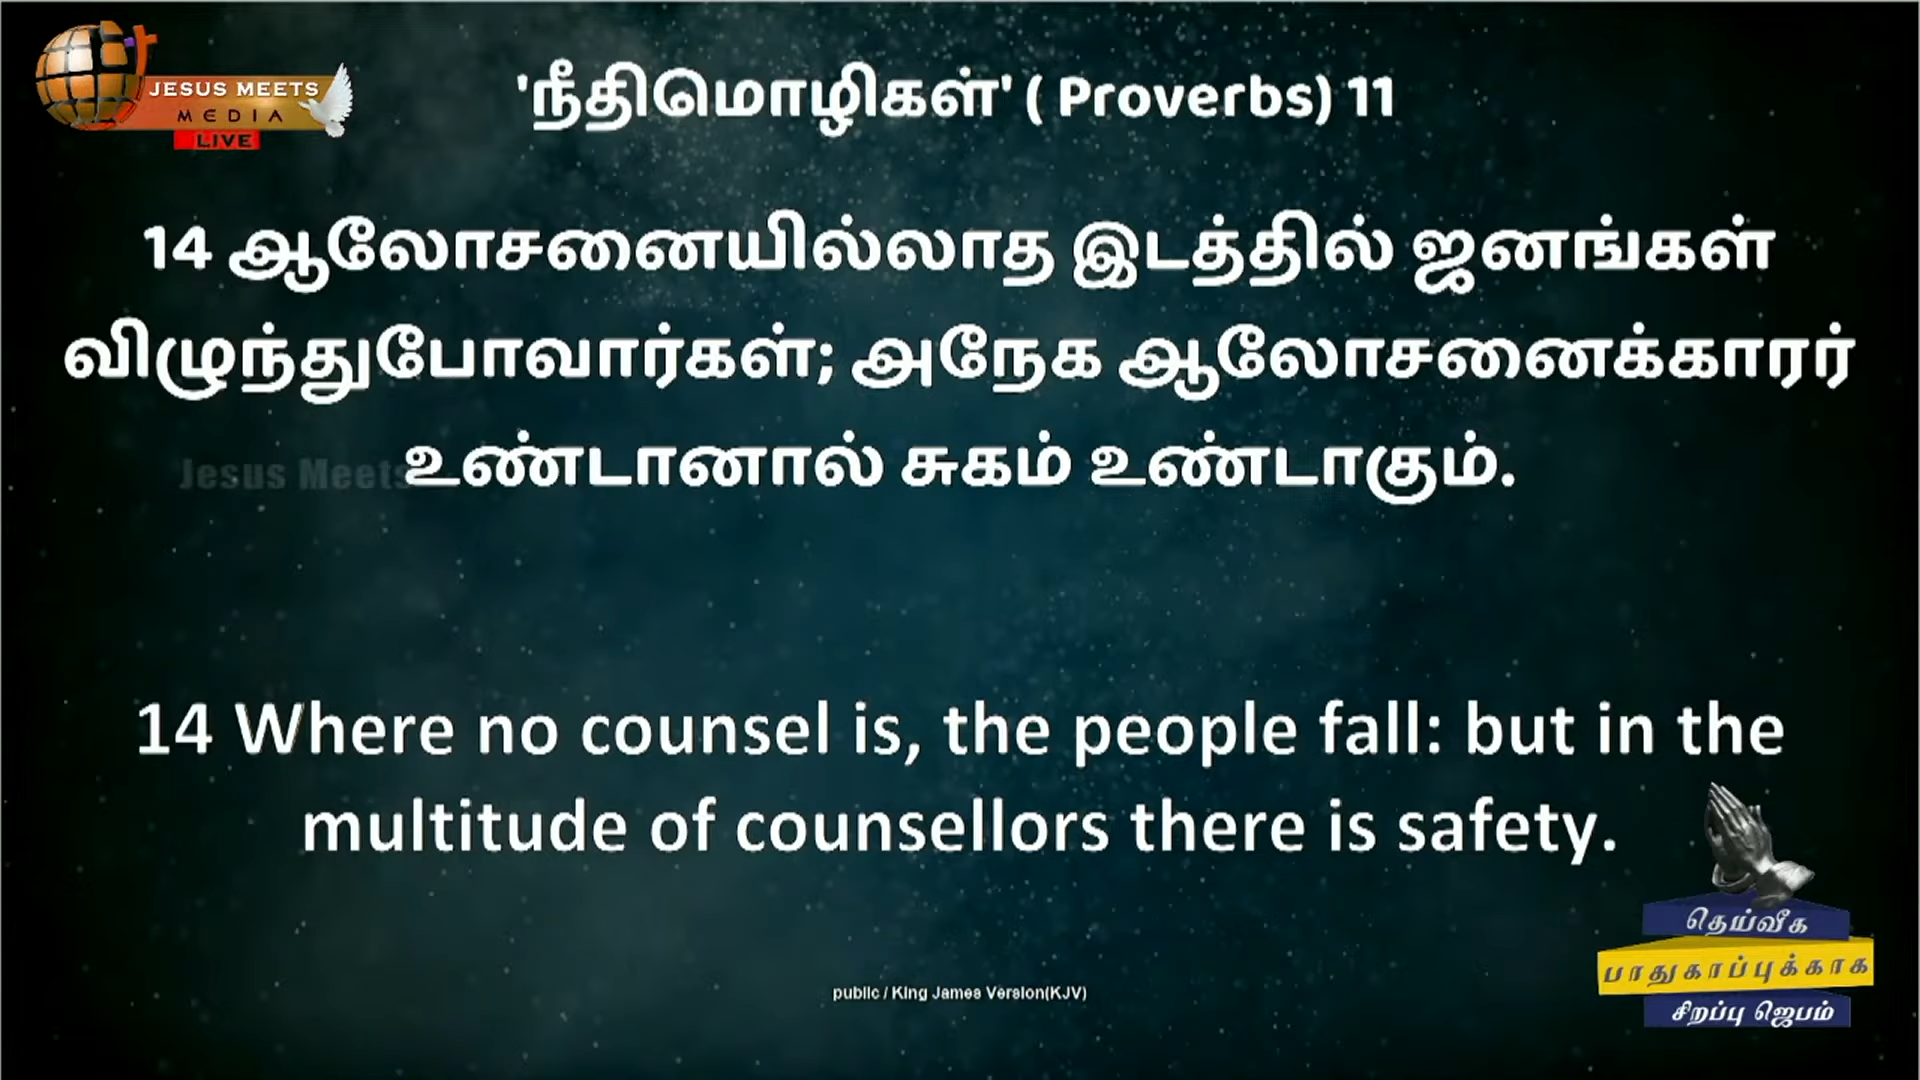 JESUS MEETS
MEDIA
LIVE
'நீதிமொழிகள்' ( Proverbs) 11
14 ஆலோசனையில்லாத இடத்தில் ஜனங்கள்
விழுந்துபோவார்கள்; அநேக ஆலோசனைக்காரர்
உண்டானால் சுகம் உண்டாகும்.
Jesus Meets
14 Where no counsel is, the people fall: but in the
multitude of counsellors there is safety.
தெய்வீக
பாதுகாப்புக்காக
சிறப்பு ஜெபம்
public / King James Version(KJV)